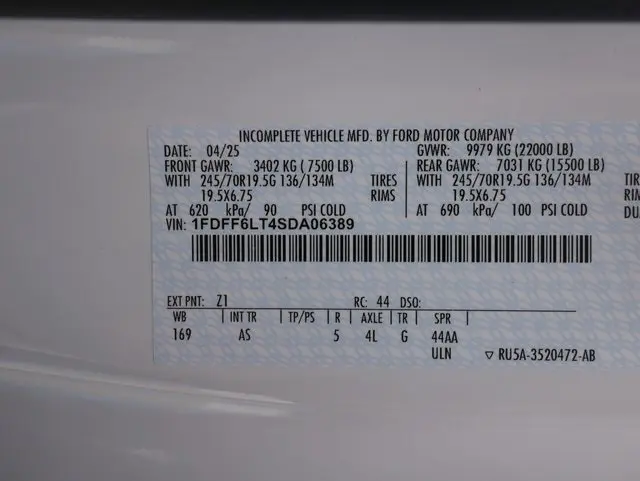 INCOMPLETE VEHICLE MFD. BY FORD MOTOR COMPANY
DATE: 04/25 GVWR: 9979 KG (22000 LB)
FRONT GAWR: 3402 KG (7500 LB) REAR GAWR: 7031 KG (15500 LB)
WITH 245/70R19.5G 136/134M TIRES WITH 245/70R19.5G 136/134M TIR
19.5X6.75 RIMS 19.5X6.75 RIM
AT 620 kPa/ 90 PSI COLD AT 690 kPa/ 100 PSI COLD DU
VIN: 1FDFF6LT4SDA06389
EXT PNT: Z1 RC: 44 DSO:
WB INT TR TP/PS R AXLE TR SPR
169 AS 5 4L G 44AA
ULN ▽ RU5A-3520472-AB